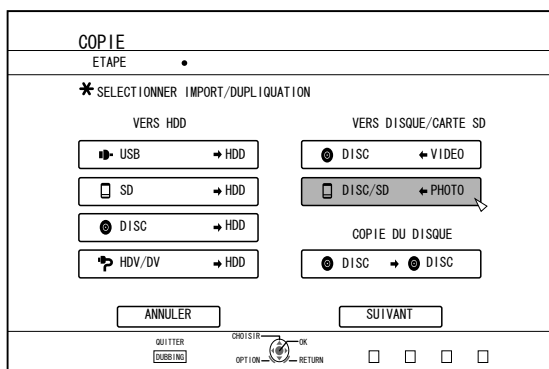 COPIE
ETAPE •
*SELECTIONNER IMPORT/DUPLIQUATION
VERS HDD
USB → HDD
SD → HDD
DISC → HDD
HDV/DV → HDD
VERS DISQUE/CARTE SD
DISC ← VIDEO
DISC/SD ← PHOTO
COPIE DU DISQUE
DISC → DISC
ANNULER
SUIVANT
QUITTER
DUBBING
CHOISIR
OK
OPTION
RETURN